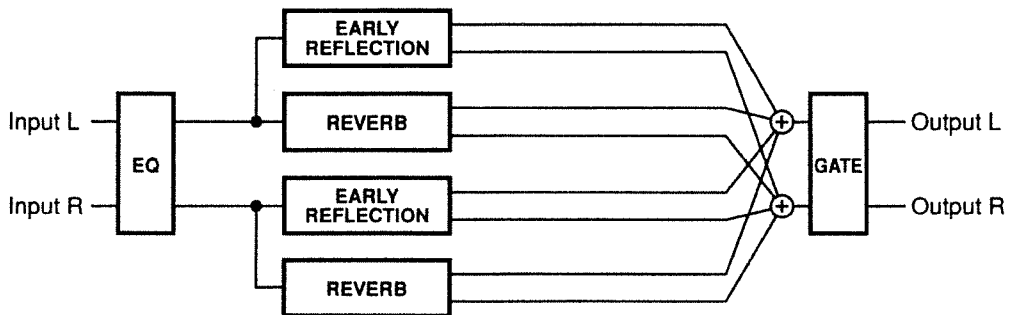 EARLY
REFLECTION
Input L
REVERB
+
Output L
EQ
GATE
Input R
EARLY
REFLECTION
+
Output R
REVERB